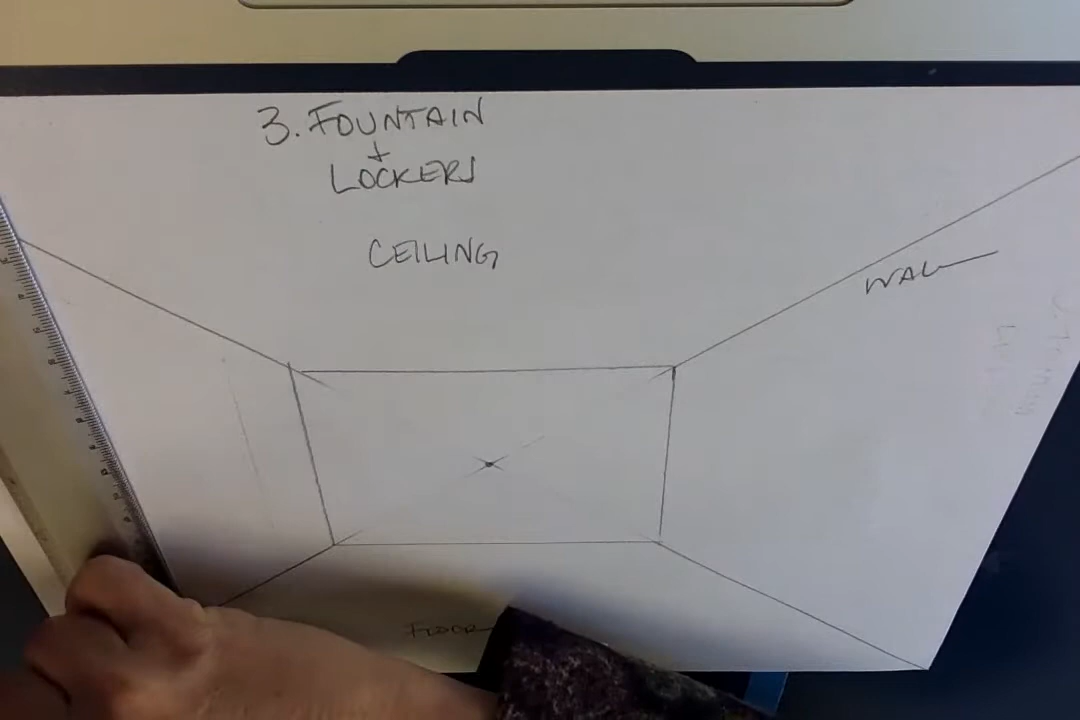 3. FOUNTAIN
+
LOCKERS
CEILING
WALL
FLOOR